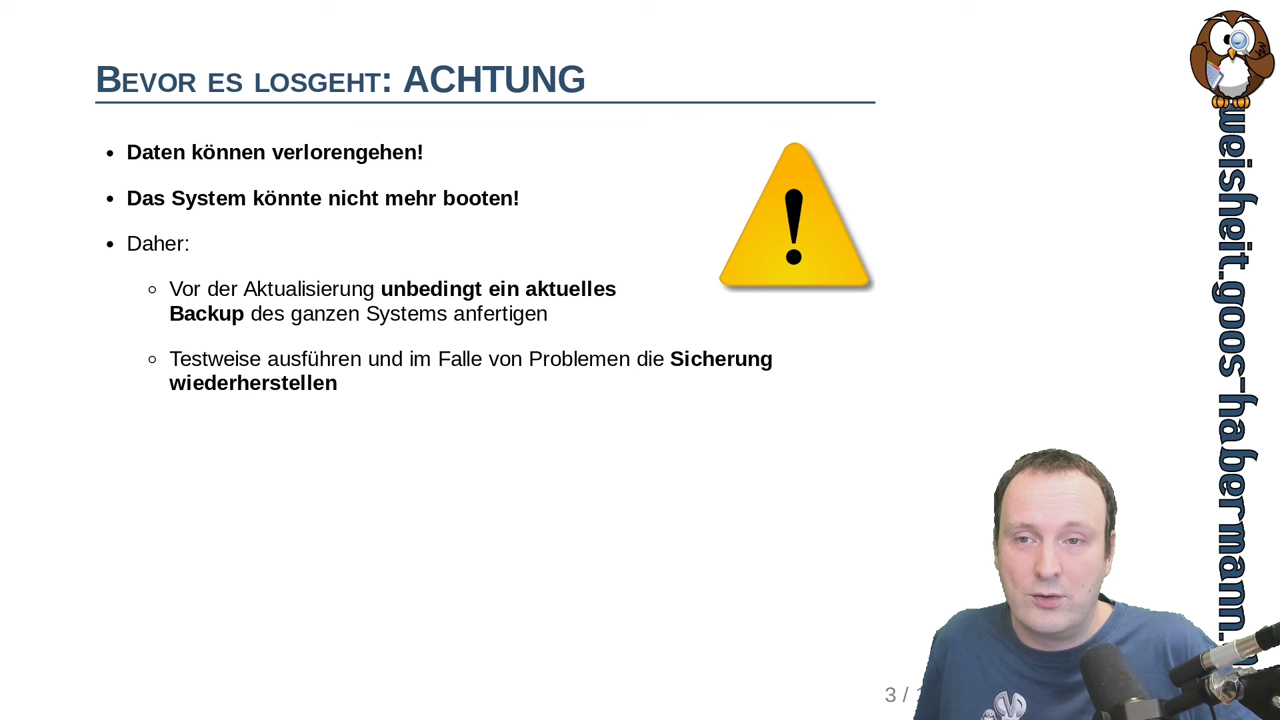 Bevor es losgeht: ACHTUNG
• Daten können verlorengehen!
• Das System könnte nicht mehr booten!
• Daher:
◦ Vor der Aktualisierung unbedingt ein aktuelles
Backup des ganzen Systems anfertigen
◦ Testweise ausführen und im Falle von Problemen die Sicherung
wiederherstellen
3 /
weisheit.goos-habermann.